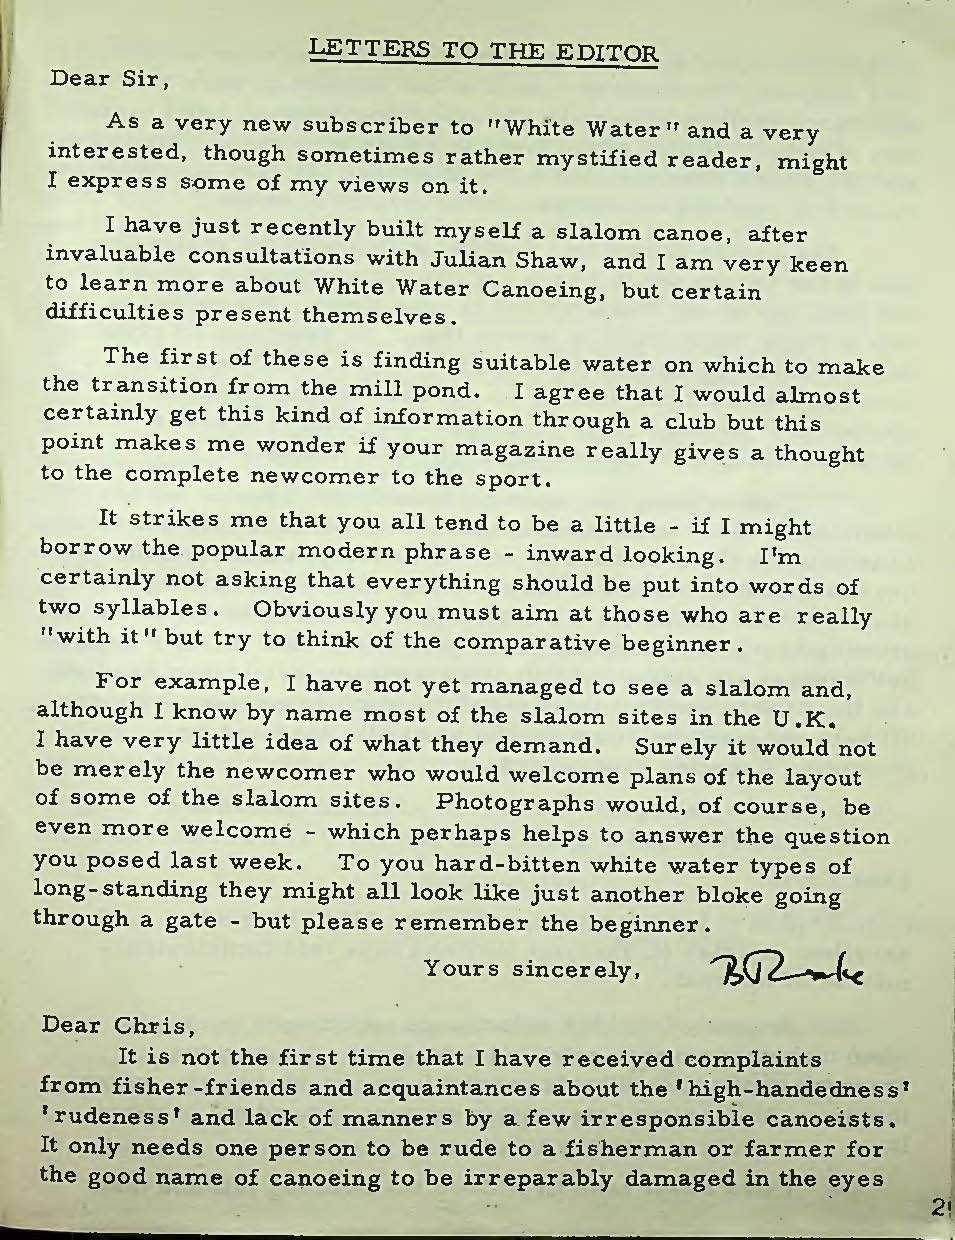 LETTERS TO THE EDITOR
Dear Sir,
As a very new subscriber to "White Water" and a very
interested, though sometimes rather mystified reader, might
I express some of my views on it.
I have just recently built myself a slalom canoe, after
invaluable consultations with Julian Shaw, and I am very keen
to learn more about White Water Canoeing, but certain
difficulties present themselves.
The first of these is finding suitable water on which to make
the transition from the mill pond. I agree that I would almost
certainly get this kind of information through a club but this
point makes me wonder if your magazine really gives a thought
to the complete newcomer to the sport.
It strikes me that you all tend to be a little - if I might
borrow the popular modern phrase - inward looking. I'm
certainly not asking that everything should be put into words of
two syllables. Obviously you must aim at those who are really
"with it" but try to think of the comparative beginner.
For example, I have not yet managed to see a slalom and,
although I know by name most of the slalom sites in the U.K.
I have very little idea of what they demand. Surely it would not
be merely the newcomer who would welcome plans of the layout
of some of the slalom sites. Photographs would, of course, be
even more welcome - which perhaps helps to answer the question
you posed last week. To you hard-bitten white water types of
long-standing they might all look like just another bloke going
through a gate - but please remember the beginner.
Yours sincerely,
Dear Chris,
It is not the first time that I have received complaints
from fisher-friends and acquaintances about the 'high-handedness'
'rudeness' and lack of manners by a few irresponsible canoeists.
It only needs one person to be rude to a fisherman or farmer for
the good name of canoeing to be irreparably damaged in the eyes